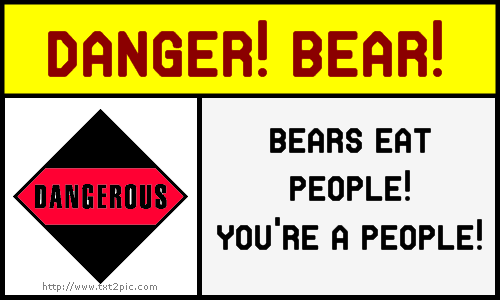 DANGER! BEAR!
DANGEROUS
BEARS EAT
PEOPLE!
YOU'RE A PEOPLE!
http://www.txt2pic.com